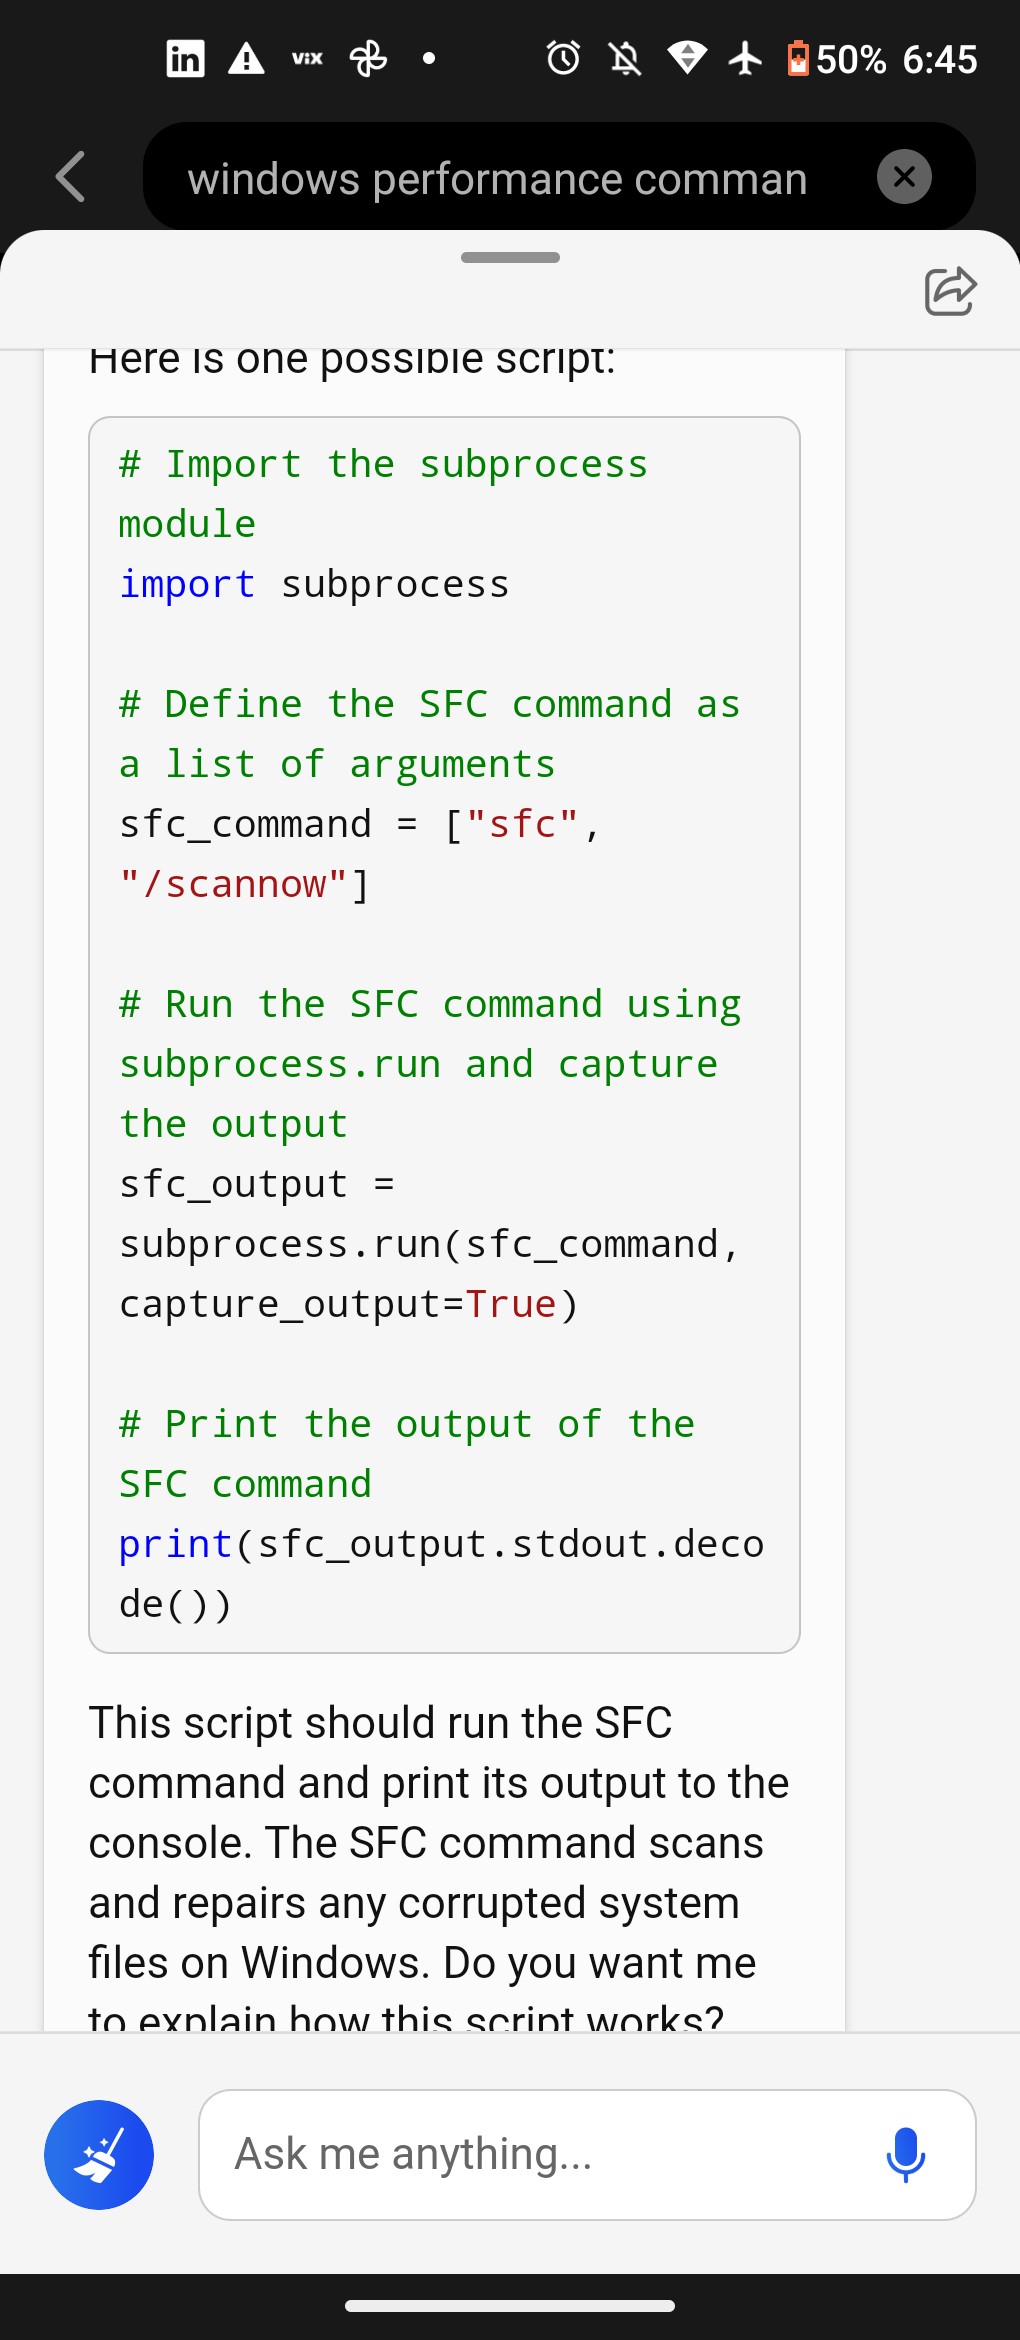 in VIX 50% 6:45
windows performance comman
Here is one possible script:
# Import the subprocess
module
import subprocess
# Define the SFC command as
a list of arguments
sfc_command = ["sfc",
"/scannow"]
# Run the SFC command using
subprocess.run and capture
the output
sfc_output =
subprocess.run(sfc_command,
capture_output=True)
# Print the output of the
SFC command
print(sfc_output.stdout.deco
de())
This script should run the SFC
command and print its output to the
console. The SFC command scans
and repairs any corrupted system
files on Windows. Do you want me
to explain how this script works?
Ask me anything...